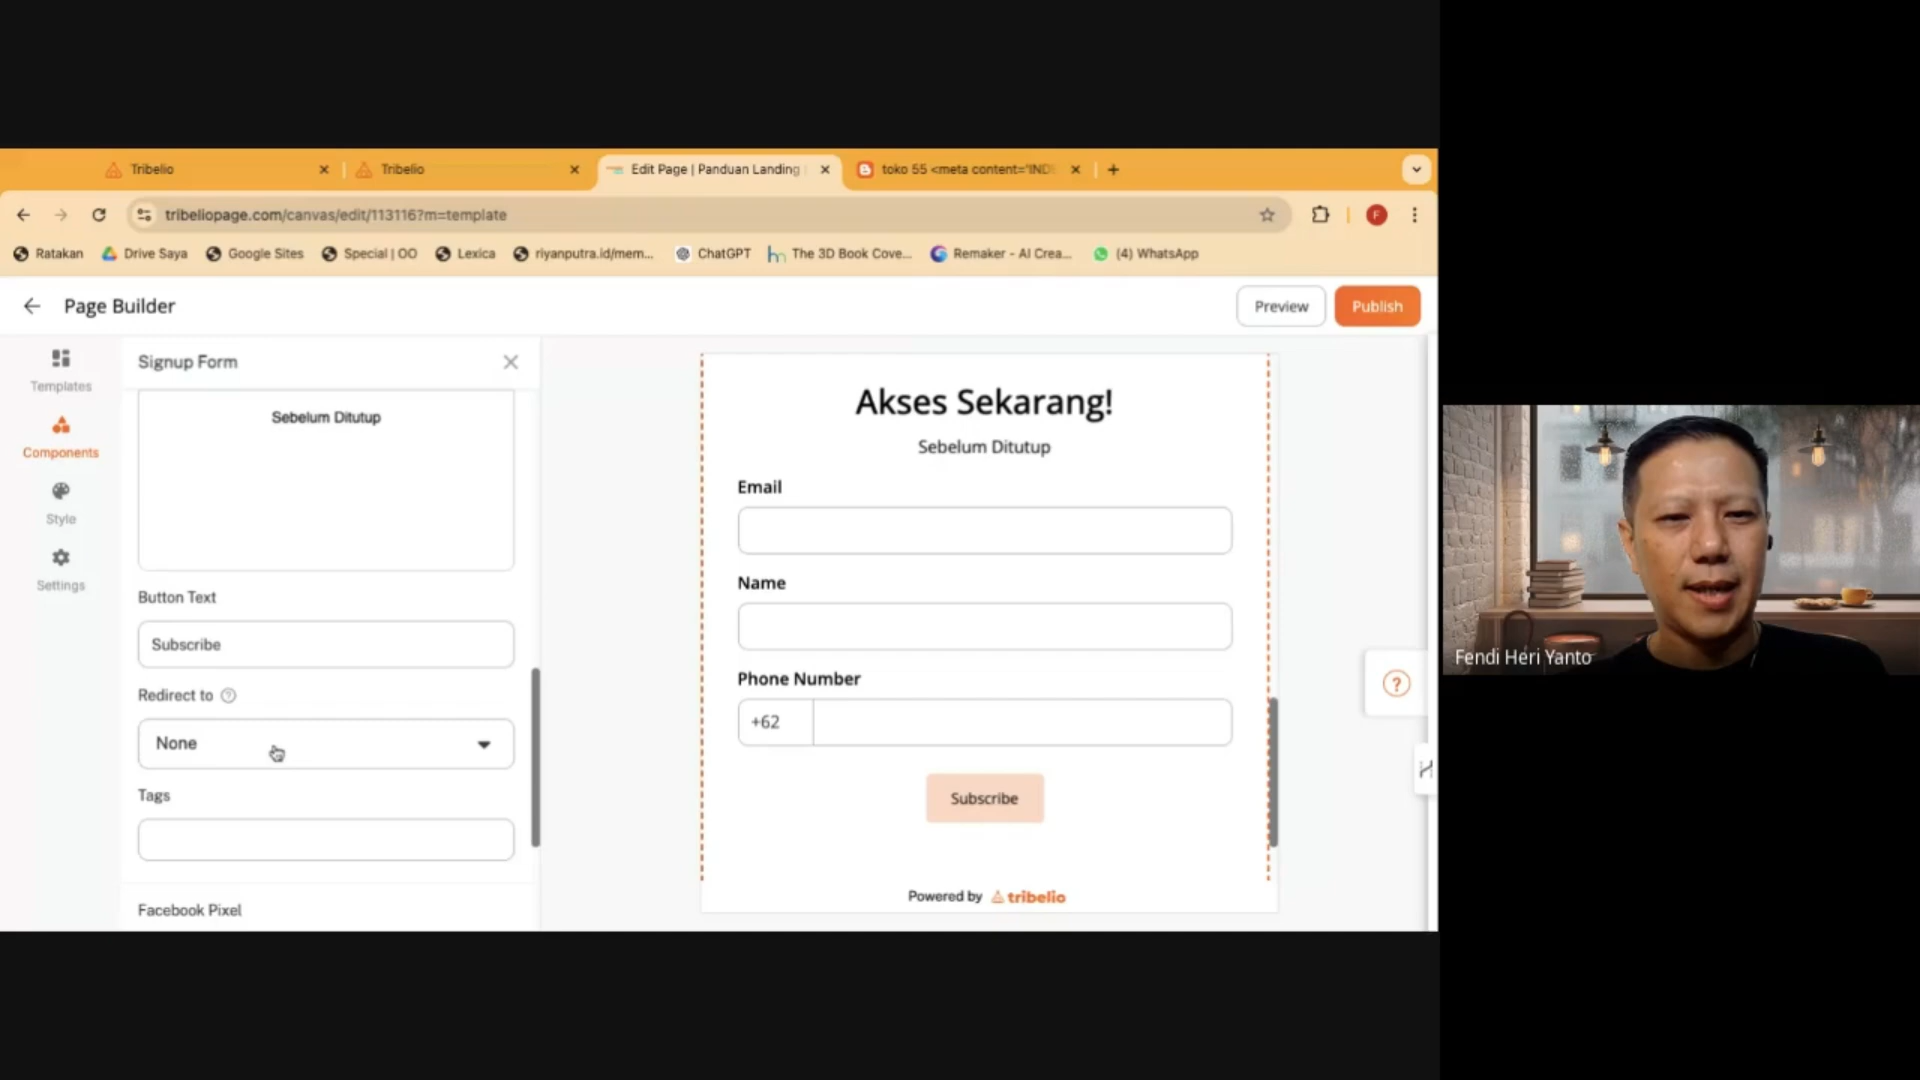 Tribelio
Tribelio
Edit Page | Panduan Landing
toko 55 <meta content='IND
tribeliopage.com/canvas/edit/113116?m=template
F
Ratakan
Drive Saya
Google Sites
Special | OO
Lexica
riyanputra.id/mem...
ChatGPT
The 3D Book Cove...
Remaker - AI Crea...
(4) WhatsApp
Page Builder
Preview
Publish
Templates
Components
Style
Settings
Signup Form
Sebelum Ditutup
Button Text
Subscribe
Redirect to
None
Tags
Facebook Pixel
Akses Sekarang!
Sebelum Ditutup
Email
Name
Phone Number
+62
Subscribe
Powered by tribelio
Fendi Heri Yanto